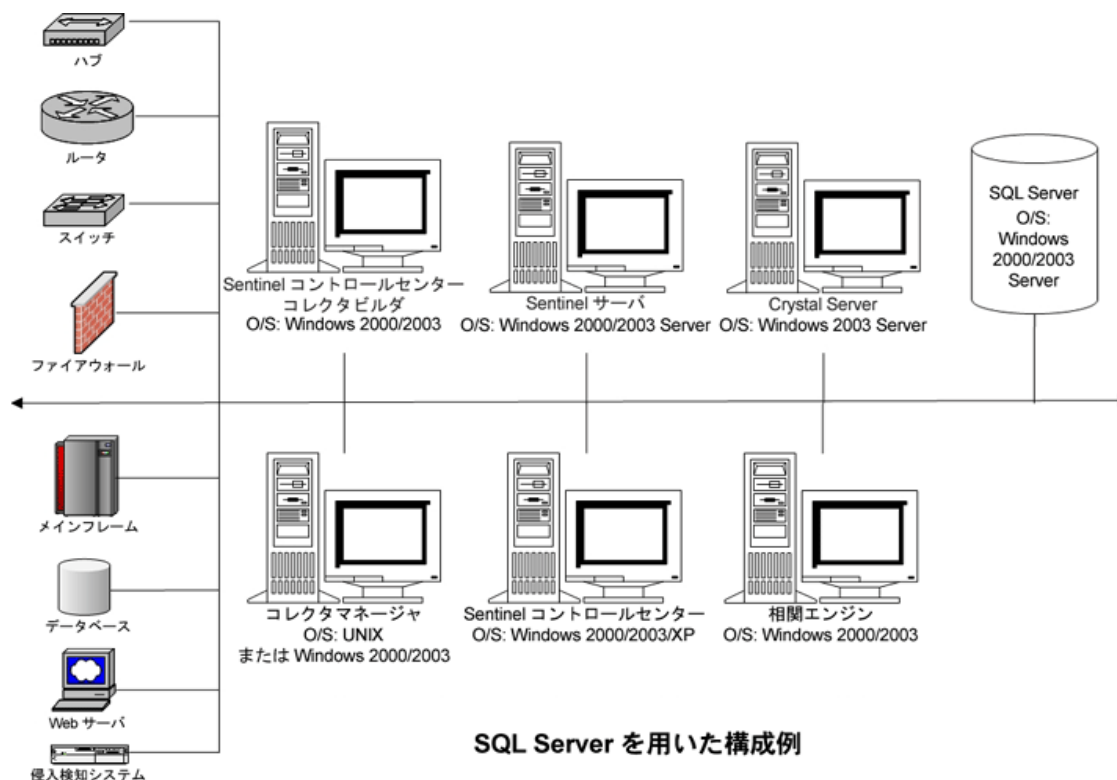 ハブ
ルータ
スイッチ
ファイアウォール
メインフレーム
データベース
Web サーバ
侵入検知システム
Sentinel コントロールセンター
コレクタビルダ
O/S: Windows 2000/2003
Sentinel サーバ
O/S: Windows 2000/2003 Server
Crystal Server
O/S: Windows 2003 Server
SQL Server
O/S:
Windows
2000/2003
Server
コレクタマネージャ
O/S: UNIX
または Windows 2000/2003
Sentinel コントロールセンター
O/S: Windows 2000/2003/XP
相関エンジン
O/S: Windows 2000/2003
SQL Server を用いた構成例